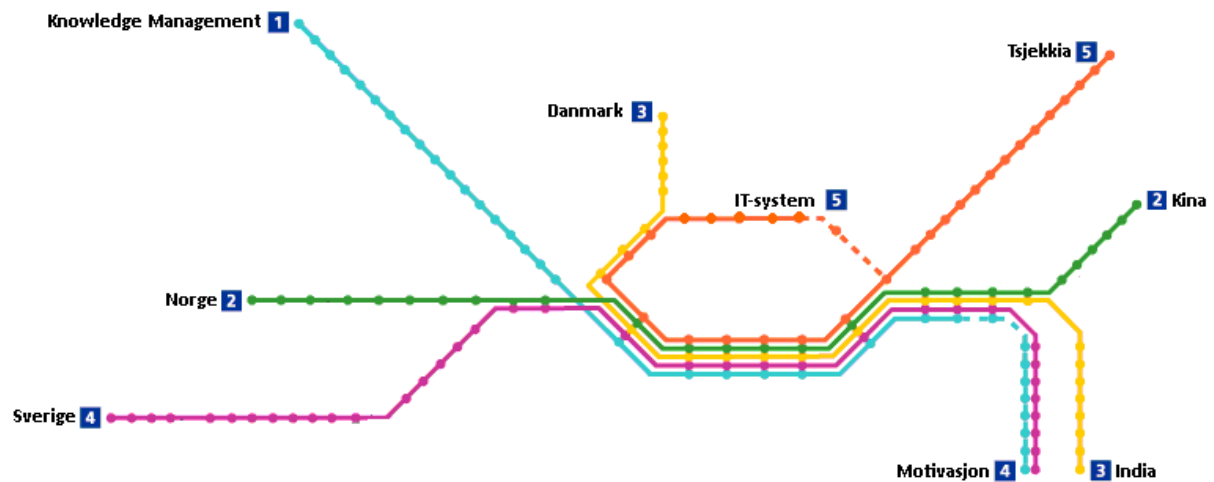 Knowledge Management 1
Tsjekkia 5
Danmark 3
IT-system 5
2 Kina
Norge 2
Sverige 4
Motivasjon 4
3 India